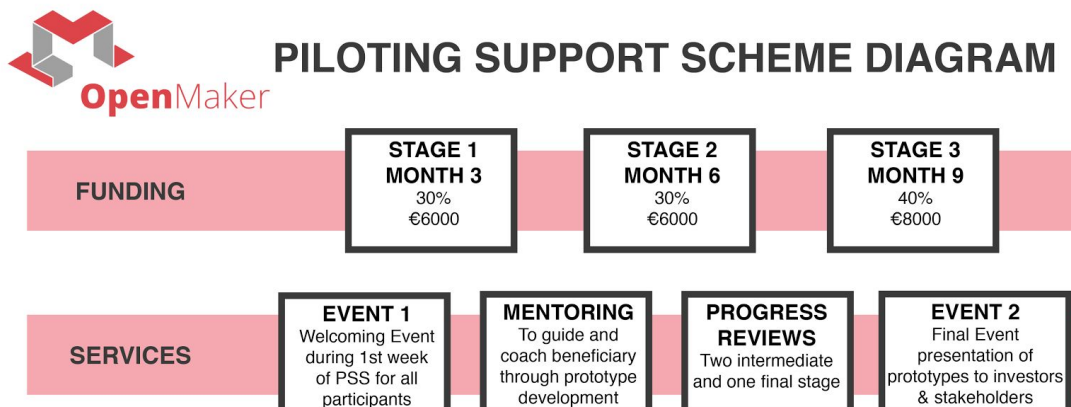 OpenMaker
PILOTING SUPPORT SCHEME DIAGRAM
FUNDING
STAGE 1
MONTH 3
30%
€6000
STAGE 2
MONTH 6
30%
€6000
STAGE 3
MONTH 9
40%
€8000
SERVICES
EVENT 1
Welcoming Event
during 1st week
of PSS for all
participants
MENTORING
To guide and
coach beneficiary
through prototype
development
PROGRESS
REVIEWS
Two intermediate
and one final stage
EVENT 2
Final Event
presentation of
prototypes to investors
& stakeholders